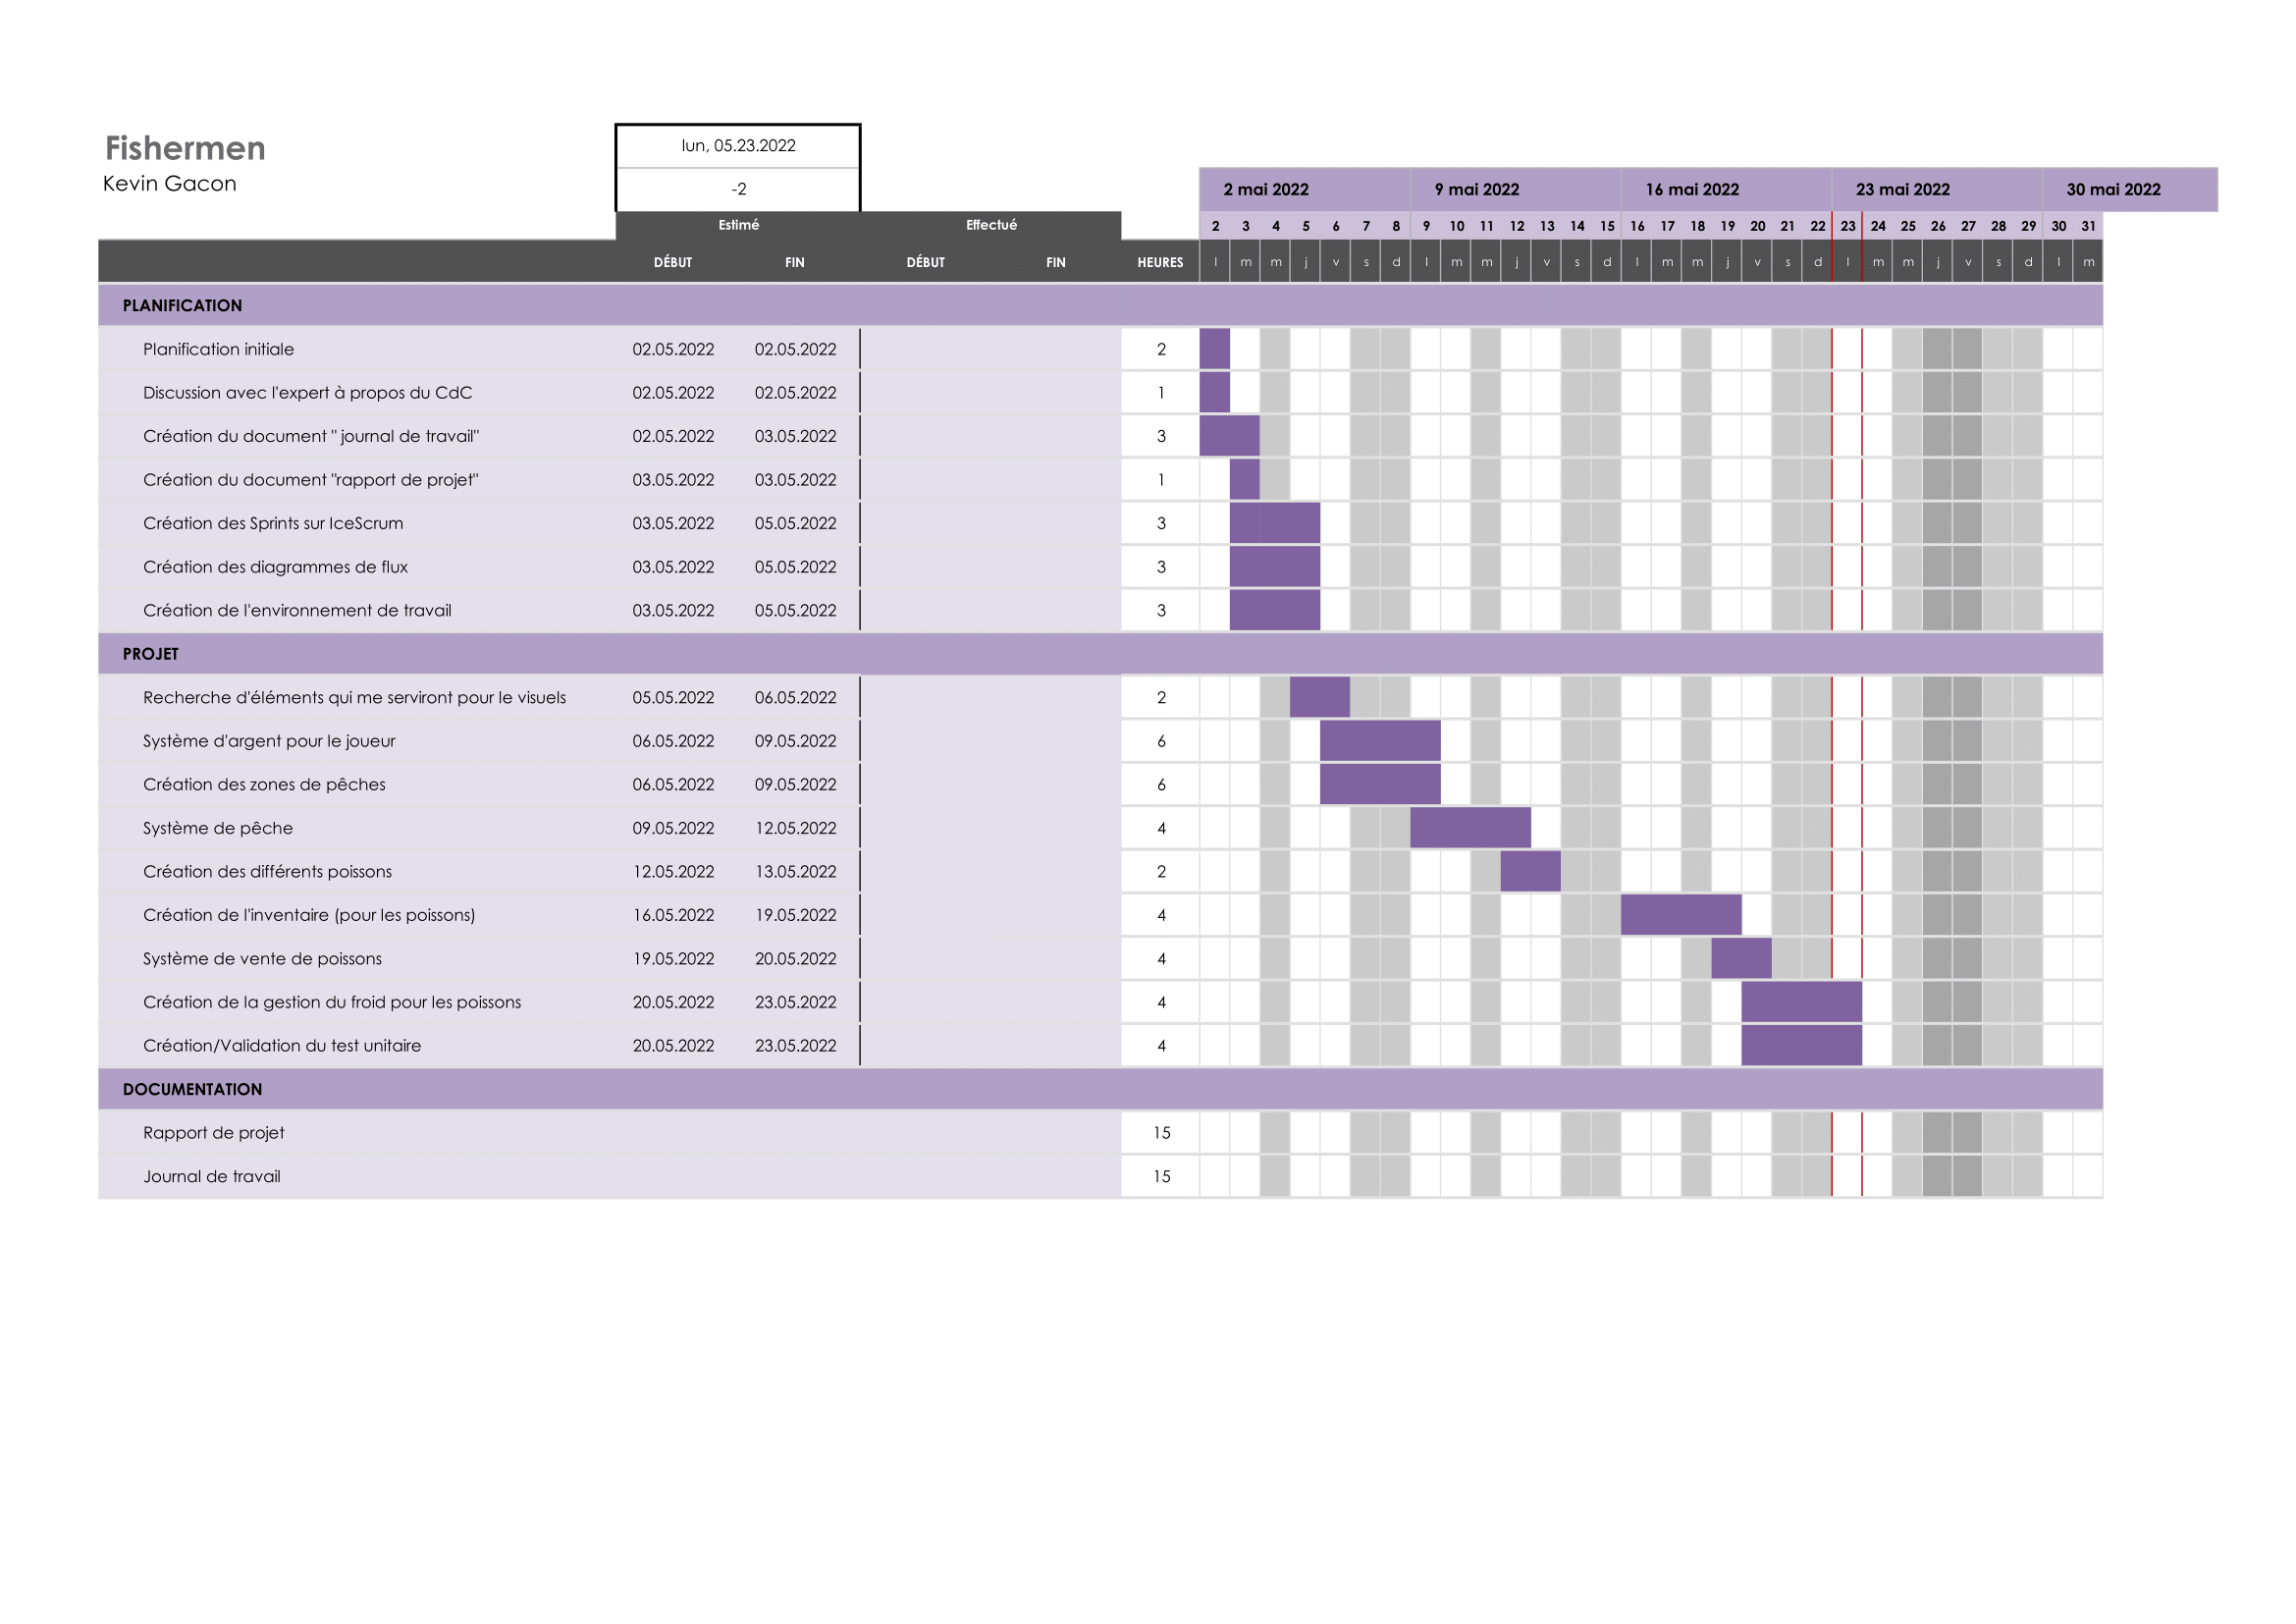 Fishermen
Kevin Gacon
lun, 05.23.2022
-2
2 mai 2022 9 mai 2022 16 mai 2022 23 mai 2022 30 mai 2022
Estimé Effectué 2 3 4 5 6 7 8 9 10 11 12 13 14 15 16 17 18 19 20 21 22 23 24 25 26 27 28 29 30 31
DÉBUT FIN DÉBUT FIN HEURES l m m j v s d l m m j v s d l m m j v s d l m m j v s d l m
PLANIFICATION
Planification initiale 02.05.2022 02.05.2022 2
Discussion avec l'expert à propos du CdC 02.05.2022 02.05.2022 1
Création du document " journal de travail" 02.05.2022 03.05.2022 3
Création du document "rapport de projet" 03.05.2022 03.05.2022 1
Création des Sprints sur IceScrum 03.05.2022 05.05.2022 3
Création des diagrammes de flux 03.05.2022 05.05.2022 3
Création de l'environnement de travail 03.05.2022 05.05.2022 3
PROJET
Recherche d'éléments qui me serviront pour le visuels 05.05.2022 06.05.2022 2
Système d'argent pour le joueur 06.05.2022 09.05.2022 6
Création des zones de pêches 06.05.2022 09.05.2022 6
Système de pêche 09.05.2022 12.05.2022 4
Création des différents poissons 12.05.2022 13.05.2022 2
Création de l'inventaire (pour les poissons) 16.05.2022 19.05.2022 4
Système de vente de poissons 19.05.2022 20.05.2022 4
Création de la gestion du froid pour les poissons 20.05.2022 23.05.2022 4
Création/Validation du test unitaire 20.05.2022 23.05.2022 4
DOCUMENTATION
Rapport de projet 15
Journal de travail 15